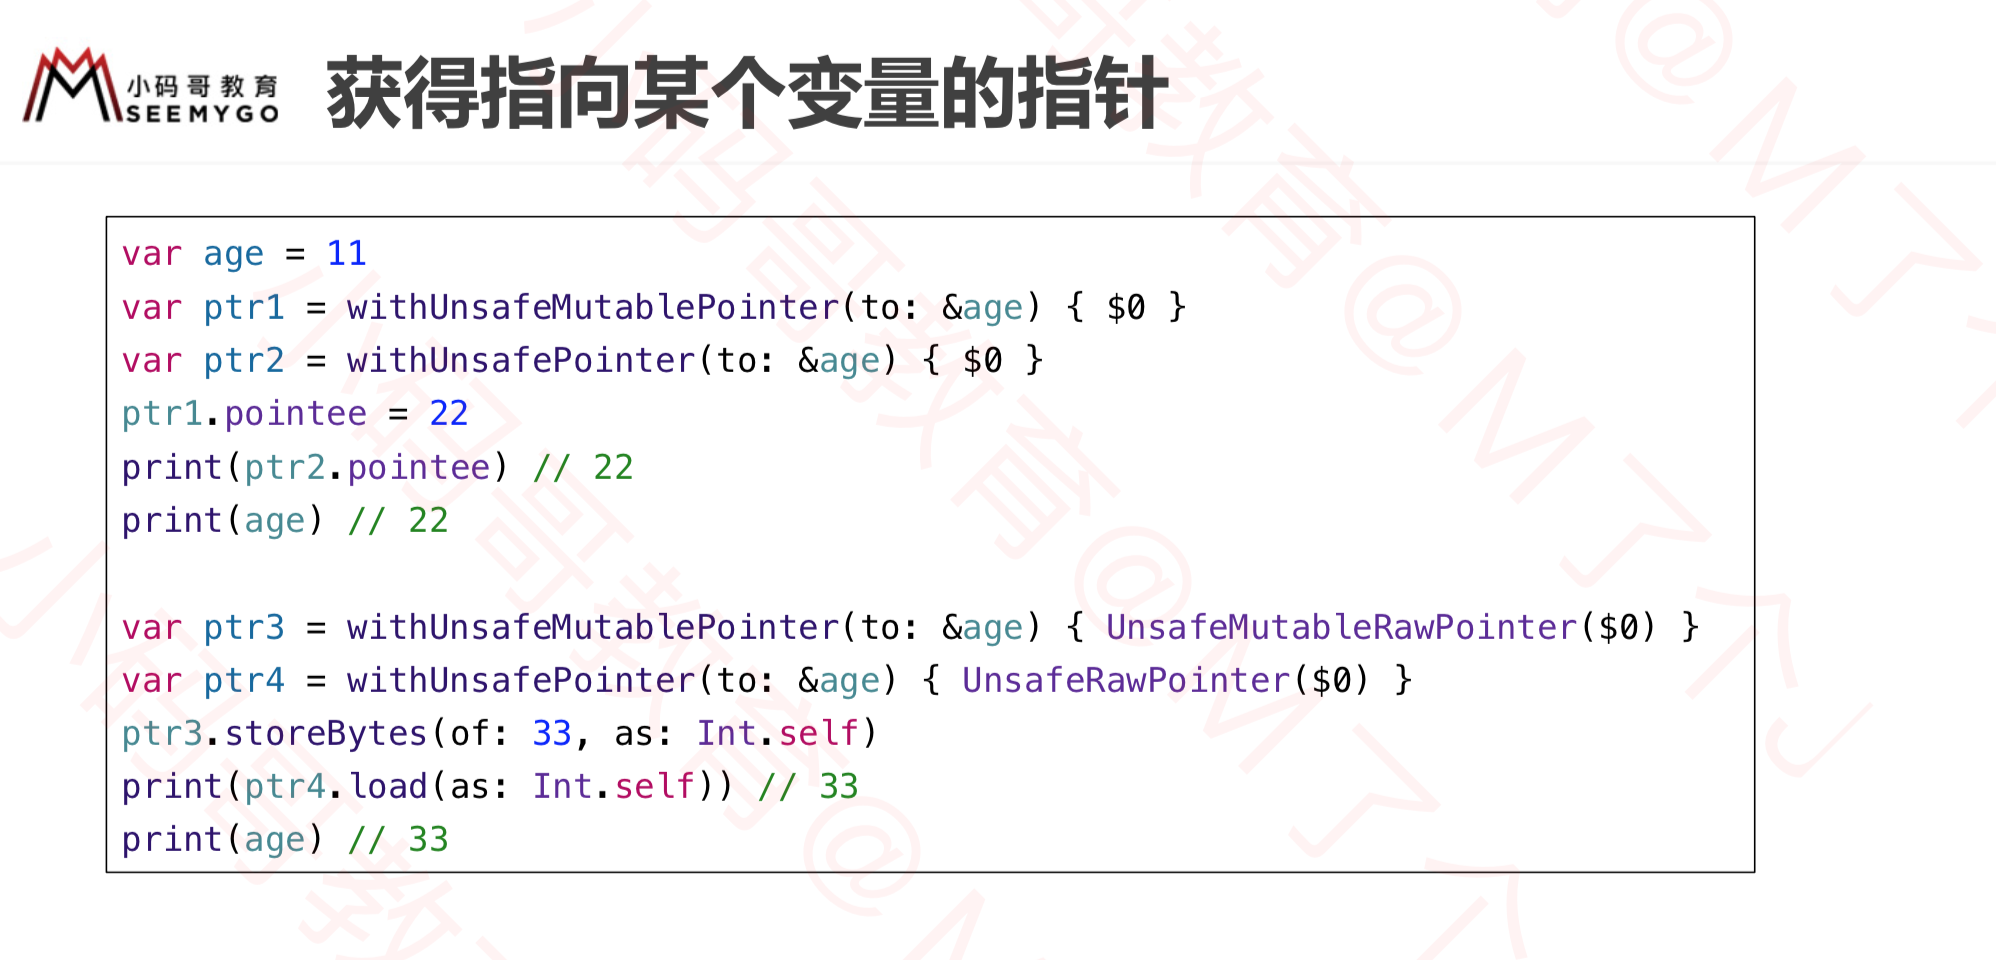 小码哥教育
SEEMYGO
获得指向某个变量的指针
var age = 11
var ptr1 = withUnsafeMutablePointer(to: &age) { $0 }
var ptr2 = withUnsafePointer(to: &age) { $0 }
ptr1.pointee = 22
print(ptr2.pointee) // 22
print(age) // 22
var ptr3 = withUnsafeMutablePointer(to: &age) { UnsafeMutableRawPointer($0) }
var ptr4 = withUnsafePointer(to: &age) { UnsafeRawPointer($0) }
ptr3.storeBytes(of: 33, as: Int.self)
print(ptr4.load(as: Int.self)) // 33
print(age) // 33
小码哥教育@M了个J